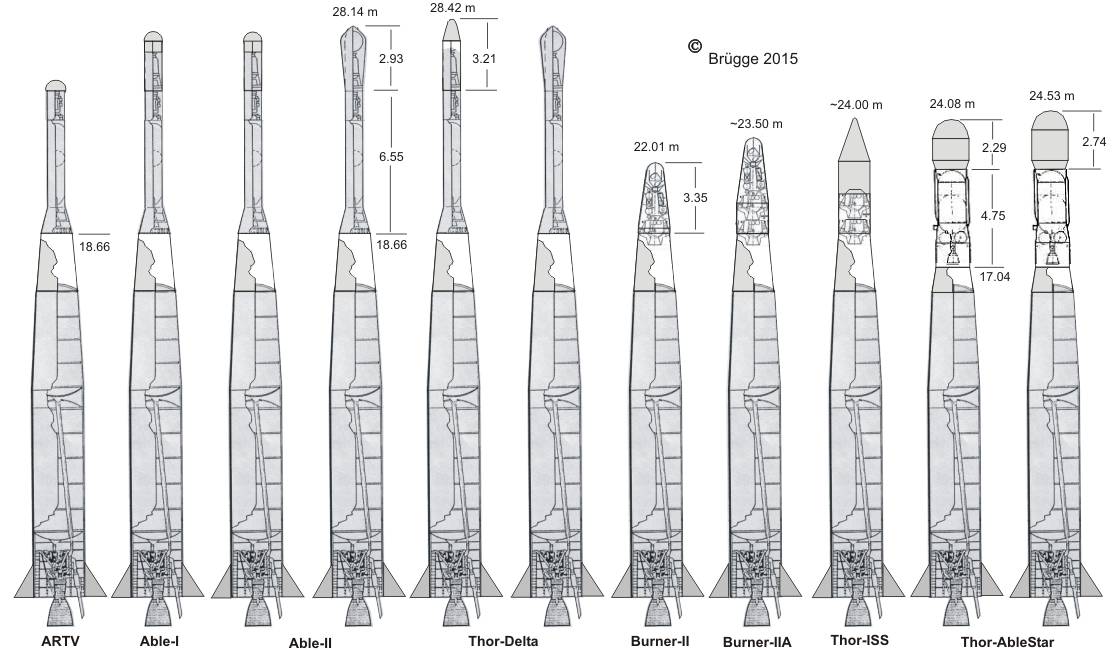 28.14 m
28.42 m
2.93
3.21
©
Brügge 2015
6.55
18.66
18.66
22.01 m
3.35
~23.50 m
~24.00 m
24.08 m
2.29
4.75
17.04
24.53 m
2.74
ARTV
Able-I
Able-II
Thor-Delta
Burner-II
Burner-IIA
Thor-ISS
Thor-AbleStar